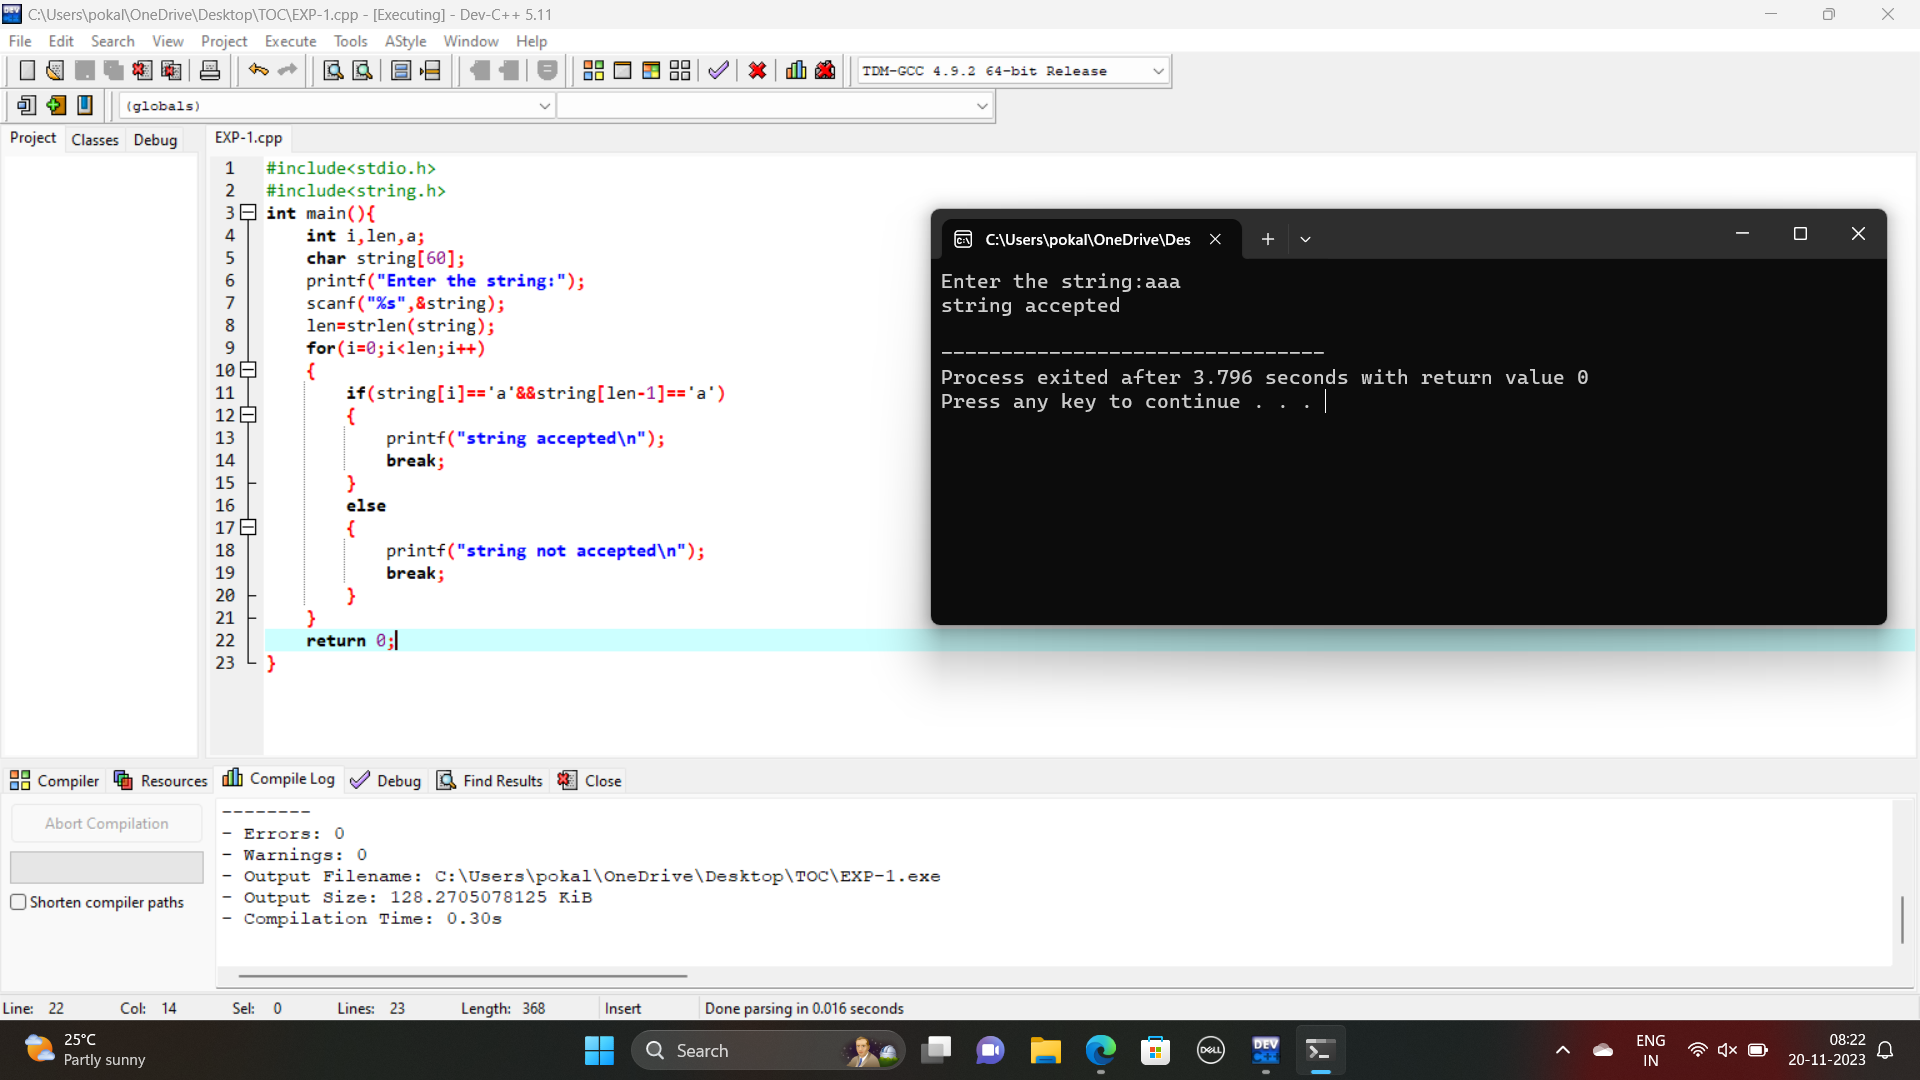 C:\Users\pokal\OneDrive\Desktop\TOC\EXP-1.cpp - [Executing] - Dev-C++ 5.11
File Edit Search View Project Execute Tools AStyle Window Help
TDM-GCC 4.9.2 64-bit Release
(globals)
Project Classes Debug
EXP-1.cpp
1 #include<stdio.h>
2 #include<string.h>
3 int main(){
4 int i,len,a;
5 char string[60];
6 printf("Enter the string:");
7 scanf("%s",&string);
8 len=strlen(string);
9 for(i=0;i<len;i++)
10 {
11 if(string[i]=='a'&&string[len-1]=='a')
12 {
13 printf("string accepted\n");
14 break;
15 }
16 else
17 {
18 printf("string not accepted\n");
19 break;
20 }
21 }
22 return 0;
23 }
C:\Users\pokal\OneDrive\Des
Enter the string:aaa
string accepted
--------------------------------
Process exited after 3.796 seconds with return value 0
Press any key to continue . . .
Compiler Resources Compile Log Debug Find Results Close
Abort Compilation
Shorten compiler paths
--------
- Errors: 0
- Warnings: 0
- Output Filename: C:\Users\pokal\OneDrive\Desktop\TOC\EXP-1.exe
- Output Size: 128.2705078125 KiB
- Compilation Time: 0.30s
Line: 22 Col: 14 Sel: 0 Lines: 23 Length: 368 Insert Done parsing in 0.016 seconds
25°C
Partly sunny
Search
DELL
DEV
C++
ENG
IN
08:22
20-11-2023